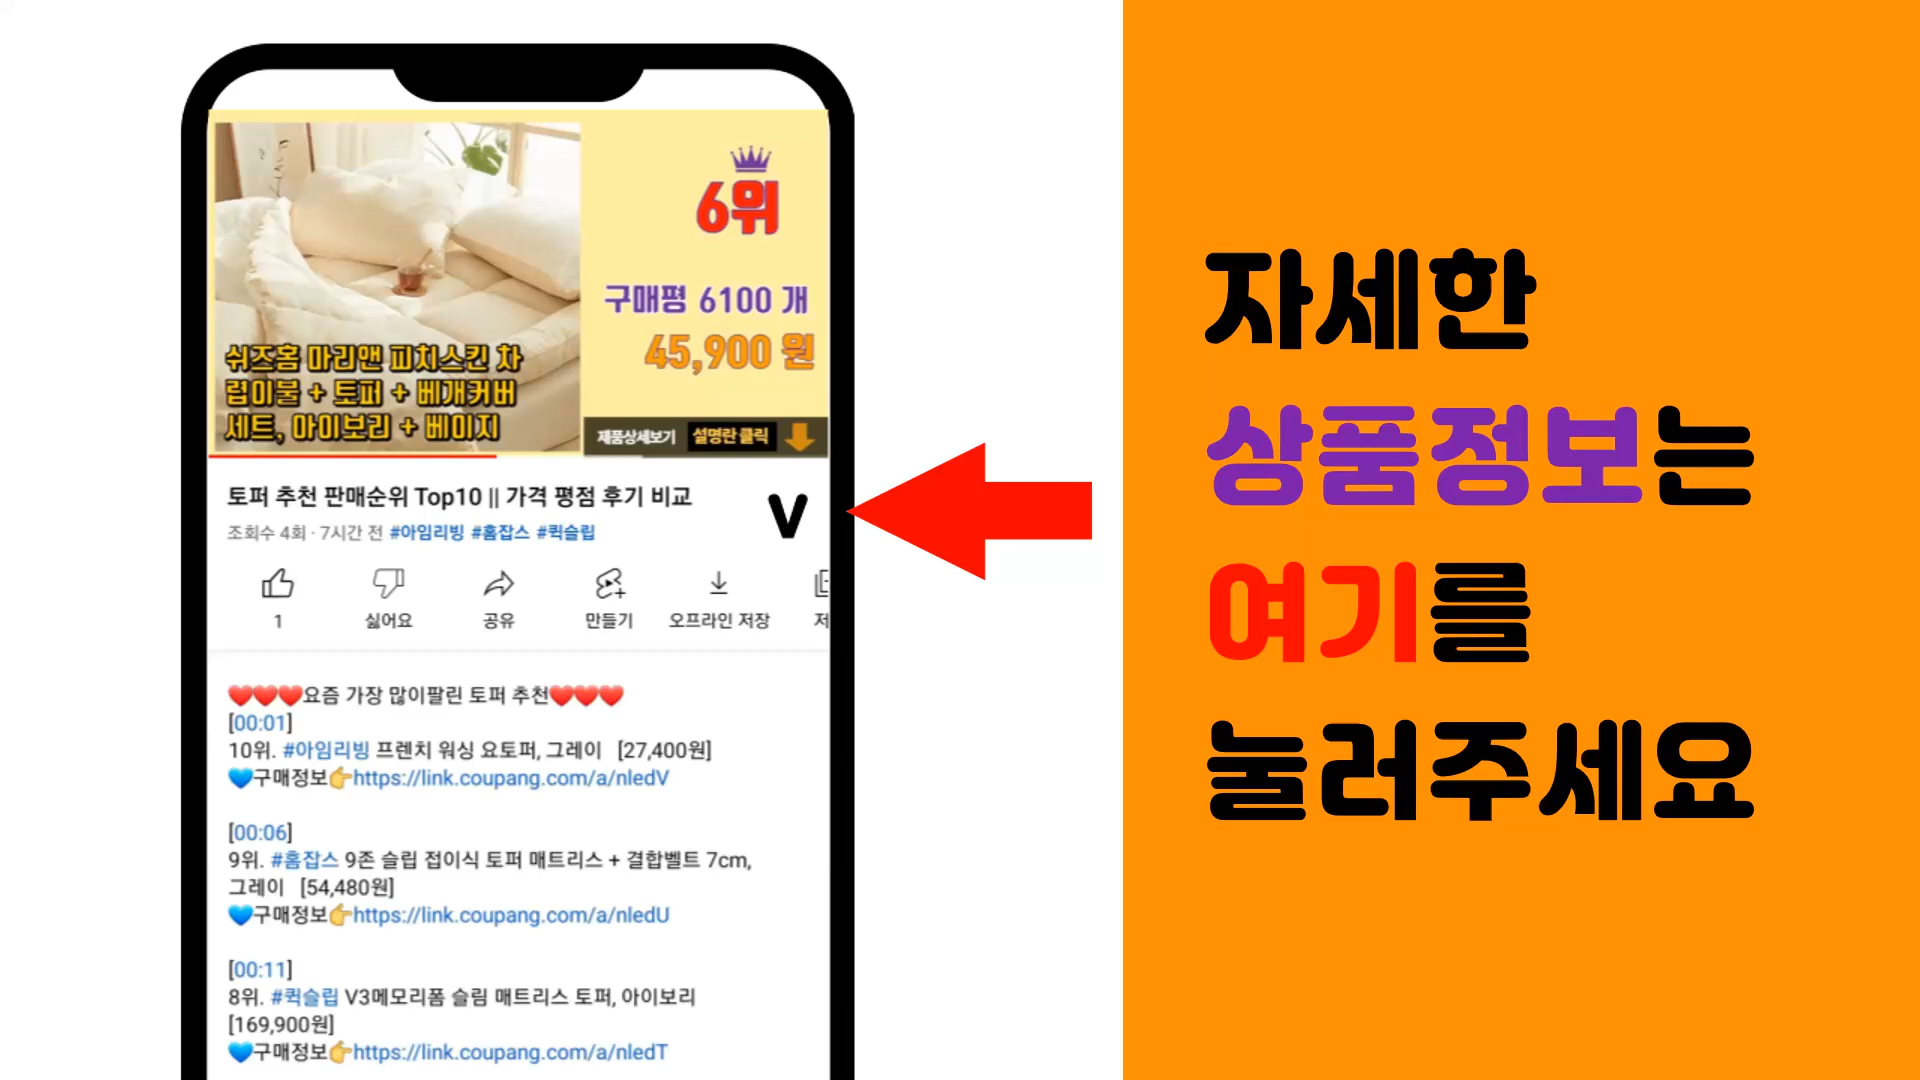 6위
구매평 6100 개
45,900 원
쉬즈홈 마리앤 피치스킨 차
렵이불 + 토퍼 + 베개커버
세트, 아이보리 + 베이지
제품상세보기 설명란 클릭
토퍼 추천 판매순위 Top10 || 가격 평점 후기 비교
V
조회수 4회 · 7시간 전 #아임리빙 #홈잡스 #퀵슬립
1 싫어요 공유 만들기 오프라인 저장 저
❤️❤️❤️요즘 가장 많이팔린 토퍼 추천❤️❤️❤️
[00:01]
10위. #아임리빙 프렌치 워싱 요토퍼, 그레이 [27,400원]
💙구매정보👉https://link.coupang.com/a/nledV
[00:06]
9위. #홈잡스 9존 슬립 접이식 토퍼 매트리스 + 결합벨트 7cm,
그레이 [54,480원]
💙구매정보👉https://link.coupang.com/a/nledU
[00:11]
8위. #퀵슬립 V3메모리폼 슬림 매트리스 토퍼, 아이보리
[169,900원]
💙구매정보👉https://link.coupang.com/a/nledT
자세한
상품정보는
여기를
눌러주세요